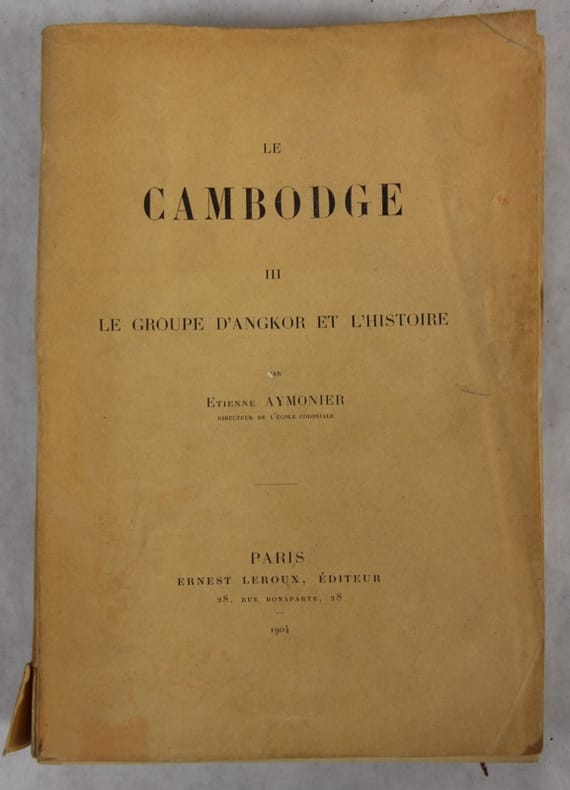 LE
CAMBODGE
III
LE GROUPE D'ANGKOR ET L'HISTOIRE
PAR
Etienne AYMONIER
DIRECTEUR DE L'ÉCOLE COLONIALE
PARIS
ERNEST LEROUX, ÉDITEUR
28, RUE BONAPARTE, 28
1904